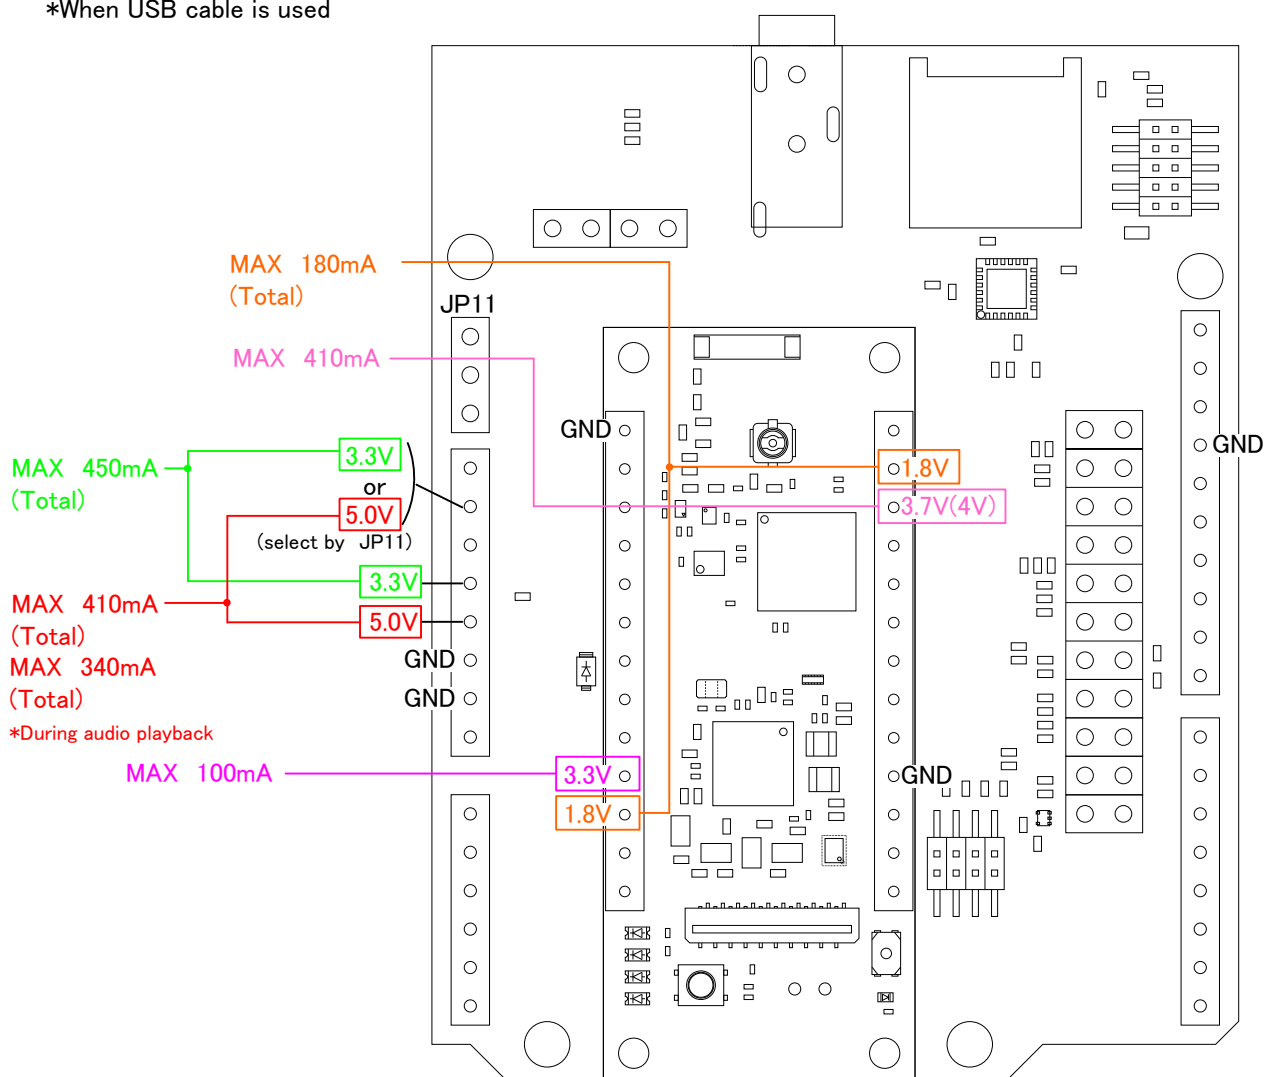 *When USB cable is used
MAX 180mA
(Total)
JP11
MAX 410mA
GND
GND
3.3V
1.8V
MAX 450mA
(Total)
or
3.7V(4V)
5.0V
(select by JP11)
3.3V
MAX 410mA
(Total)
5.0V
GND
MAX 340mA
(Total)
GND
*During audio playback
MAX 100mA
3.3V
GND
1.8V